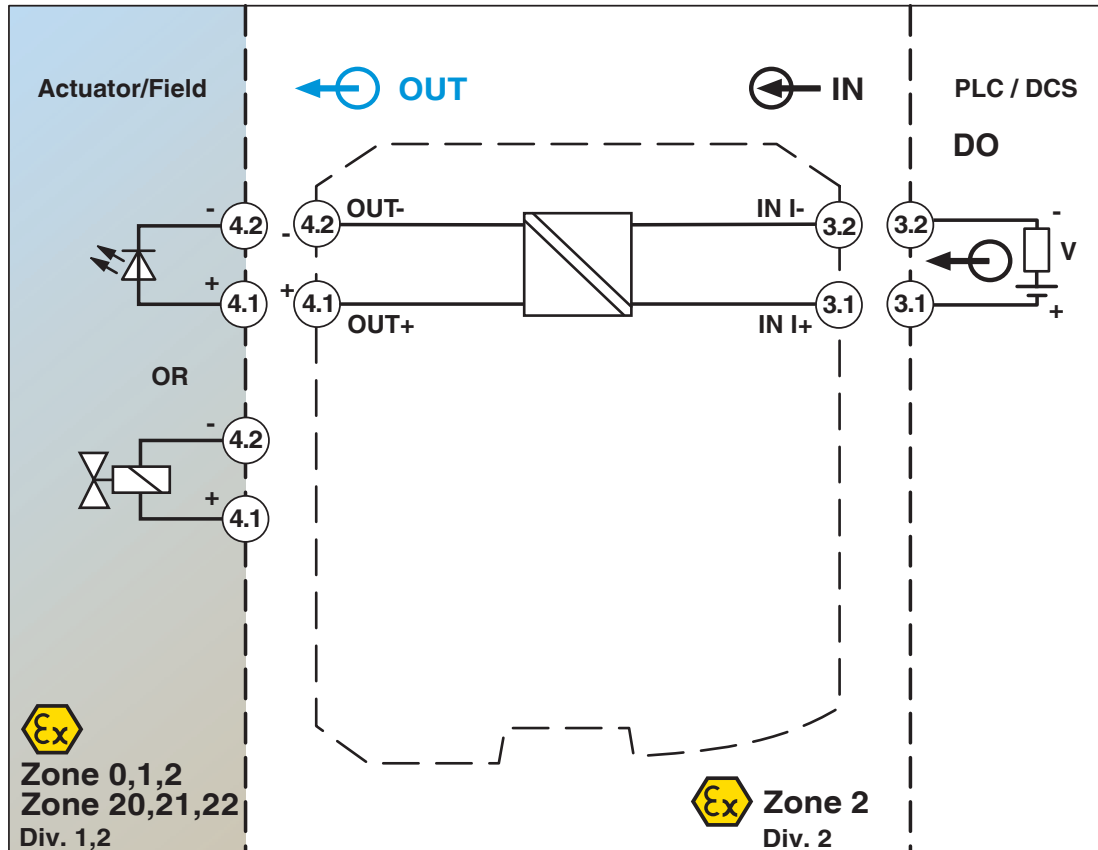 Actuator/Field
OUT
IN
PLC / DCS
DO
-
4.2
-
4.2
OUT-
IN I-
3.2
3.2
-
V
+
4.1
+
4.1
OUT+
IN I+
3.1
3.1
+
OR
-
4.2
+
4.1
Ex
Zone 0,1,2
Zone 20,21,22
Div. 1,2
Ex
Zone 2
Div. 2